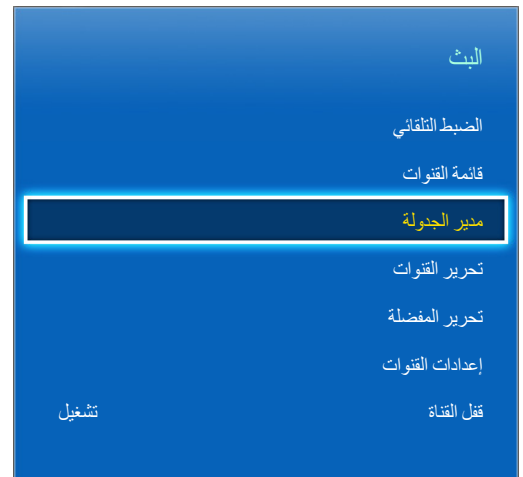 البث
الضبط التلقائي
قائمة القنوات
مدير الجدولة
تحرير القنوات
تحرير المفضلة
إعدادات القنوات
قفل القناة تشغيل